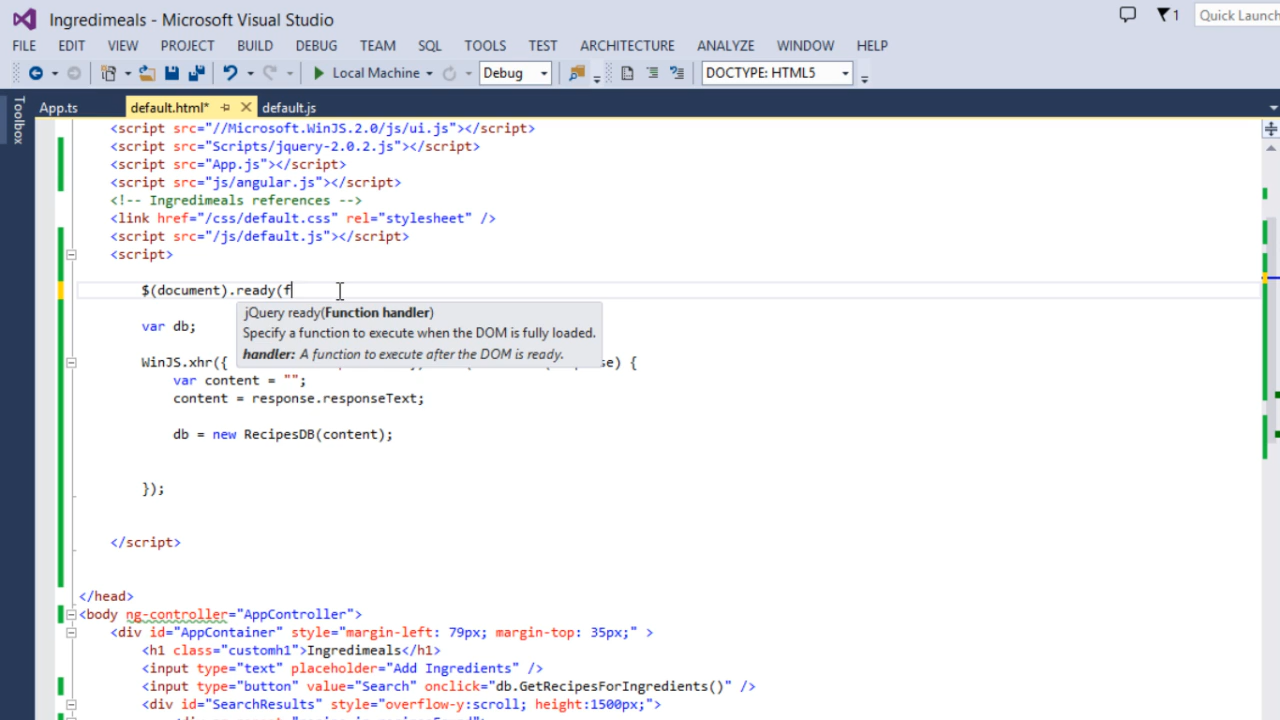 Ingredimeals - Microsoft Visual Studio
1
Quick Launch
FILE EDIT VIEW PROJECT BUILD DEBUG TEAM SQL TOOLS TEST ARCHITECTURE ANALYZE WINDOW HELP
Local Machine Debug DOCTYPE: HTML5
Toolbox
App.ts default.html* default.js
<script src="//Microsoft.WinJS.2.0/js/ui.js"></script>
<script src="Scripts/jquery-2.0.2.js"></script>
<script src="App.js"></script>
<script src="js/angular.js"></script>
<!-- Ingredimeals references -->
<link href="/css/default.css" rel="stylesheet" />
<script src="/js/default.js"></script>
<script>
$(document).ready(f
jQuery ready(Function handler)
Specify a function to execute when the DOM is fully loaded.
handler: A function to execute after the DOM is ready.
var db;
WinJS.xhr({ se) {
var content = "";
content = response.responseText;
db = new RecipesDB(content);
});
</script>
</head>
<body ng-controller="AppController">
<div id="AppContainer" style="margin-left: 79px; margin-top: 35px;" >
<h1 class="customh1">Ingredimeals</h1>
<input type="text" placeholder="Add Ingredients" />
<input type="button" value="Search" onclick="db.GetRecipesForIngredients()" />
<div id="SearchResults" style="overflow-y:scroll; height:1500px;">